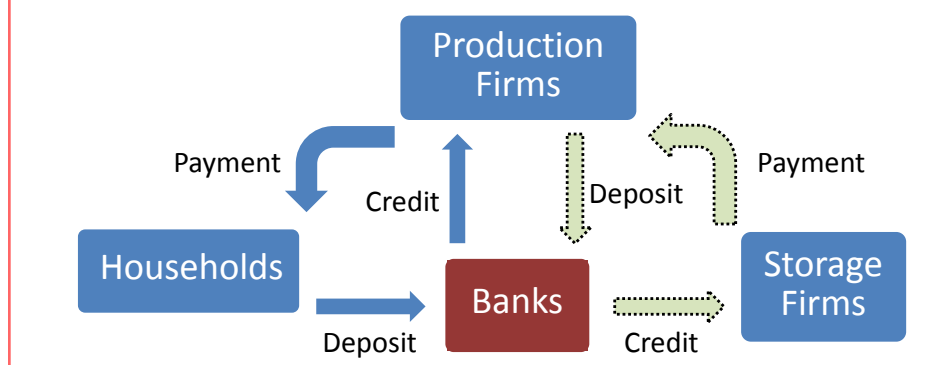 Production
Firms
Payment
Payment
Credit
Deposit
Households
Banks
Storage
Firms
Deposit
Credit